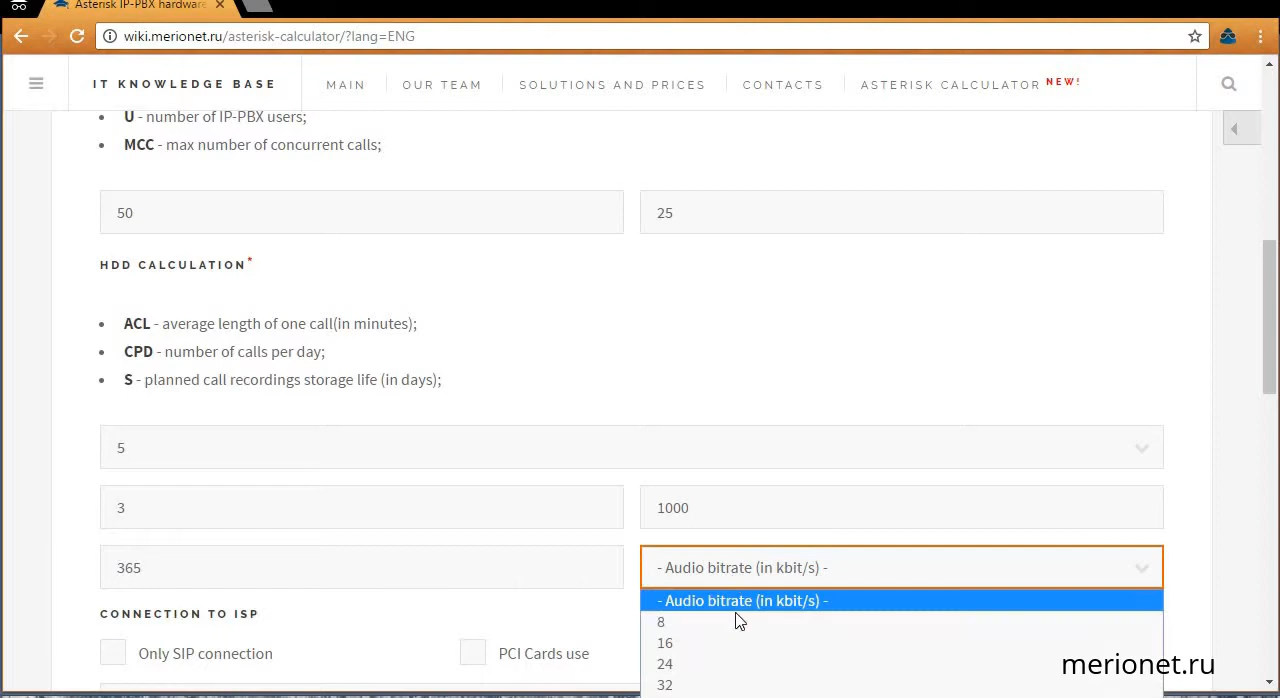 Asterisk IP-PBX hardware
wiki.merionet.ru/asterisk-calculator/?lang=ENG
IT KNOWLEDGE BASE
MAIN
OUR TEAM
SOLUTIONS AND PRICES
CONTACTS
ASTERISK CALCULATOR NEW!
U - number of IP-PBX users;
MCC - max number of concurrent calls;
50
25
HDD CALCULATION*
ACL - average length of one call(in minutes);
CPD - number of calls per day;
S - planned call recordings storage life (in days);
5
3
1000
365
- Audio bitrate (in kbit/s) -
- Audio bitrate (in kbit/s) -
8
16
24
32
CONNECTION TO ISP
Only SIP connection
PCI Cards use
merionet.ru